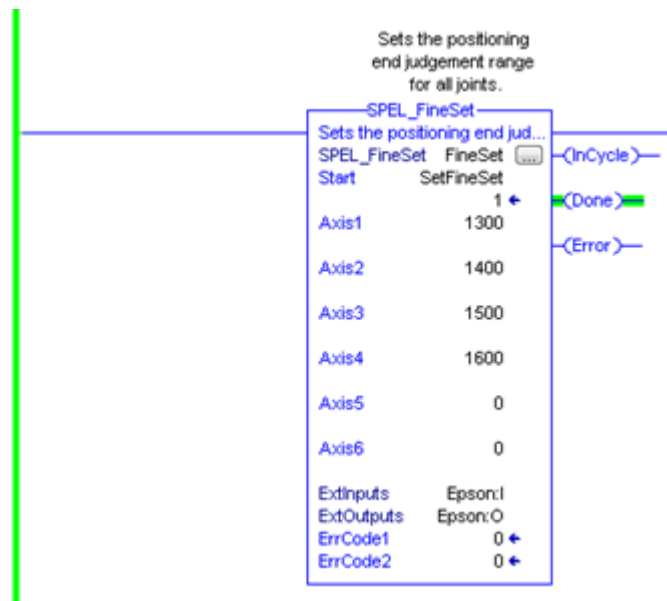 Sets the positioning
end judgement range
for all joints.
SPEL_FineSet
Sets the positioning end jud...
SPEL_FineSet FineSet ...
(InCycle)
Start SetFineSet
1
(Done)
Axis1 1300
(Error)
Axis2 1400
Axis3 1500
Axis4 1600
Axis5 0
Axis6 0
ExtInputs Epson:I
ExtOutputs Epson:O
ErrCode1 0
ErrCode2 0